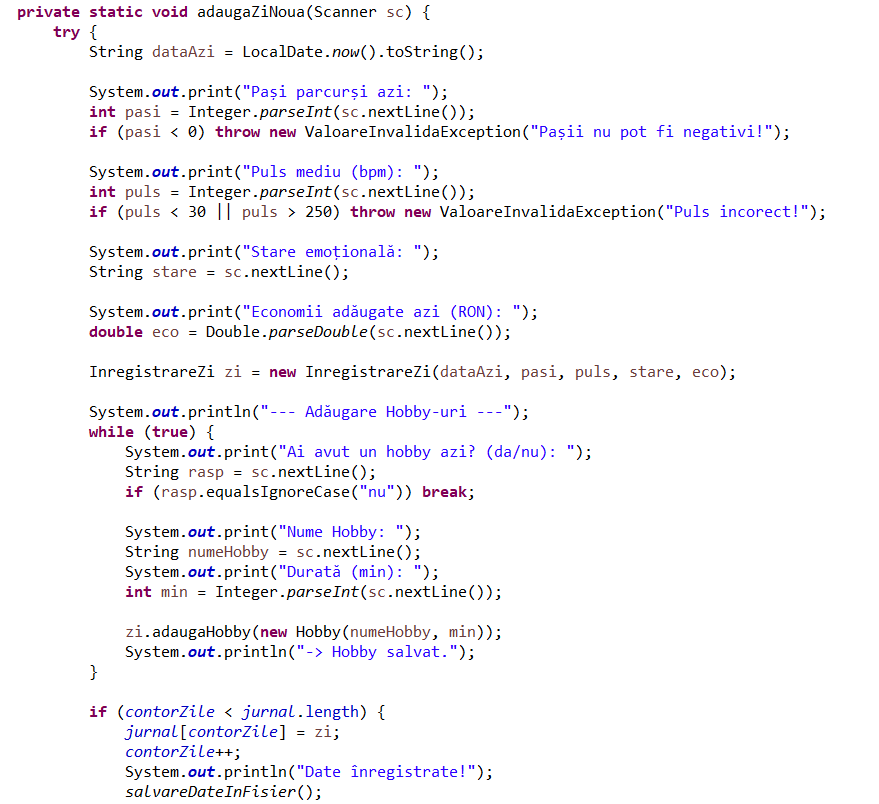 private static void adaugaZiNoua(Scanner sc) {
try {
String dataAzi = LocalDate.now().toString();
System.out.print("Pași parcurși azi: ");
int pasi = Integer.parseInt(sc.nextLine());
if (pasi < 0) throw new ValoareInvalidaException("Pașii nu pot fi negativi!");
System.out.print("Puls mediu (bpm): ");
int puls = Integer.parseInt(sc.nextLine());
if (puls < 30 || puls > 250) throw new ValoareInvalidaException("Puls incorect!");
System.out.print("Stare emoțională: ");
String stare = sc.nextLine();
System.out.print("Economii adăugate azi (RON): ");
double eco = Double.parseDouble(sc.nextLine());
InregistrareZi zi = new InregistrareZi(dataAzi, pasi, puls, stare, eco);
System.out.println("--- Adăugare Hobby-uri ---");
while (true) {
System.out.print("Ai avut un hobby azi? (da/nu): ");
String rasp = sc.nextLine();
if (rasp.equalsIgnoreCase("nu")) break;
System.out.print("Nume Hobby: ");
String numeHobby = sc.nextLine();
System.out.print("Durată (min): ");
int min = Integer.parseInt(sc.nextLine());
zi.adaugaHobby(new Hobby(numeHobby, min));
System.out.println("-> Hobby salvat.");
}
if (contorZile < jurnal.length) {
jurnal[contorZile] = zi;
contorZile++;
System.out.println("Date înregistrate!");
salvareDateInFisier();